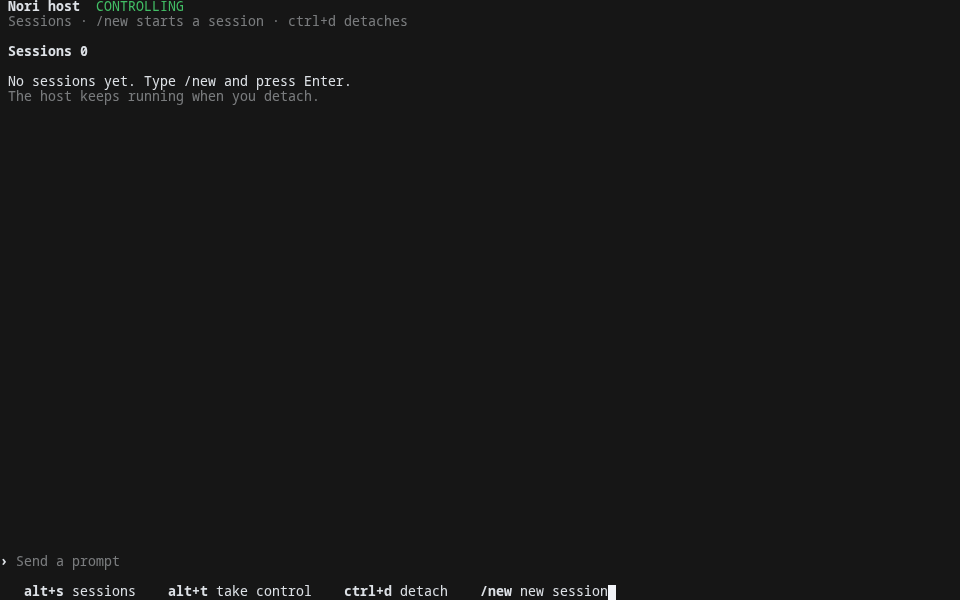 Nori host  CONTROLLING
Sessions · /new starts a session · ctrl+d detaches
Sessions 0
No sessions yet. Type /new and press Enter.
The host keeps running when you detach.
› Send a prompt
alt+s sessions    alt+t take control    ctrl+d detach    /new new session